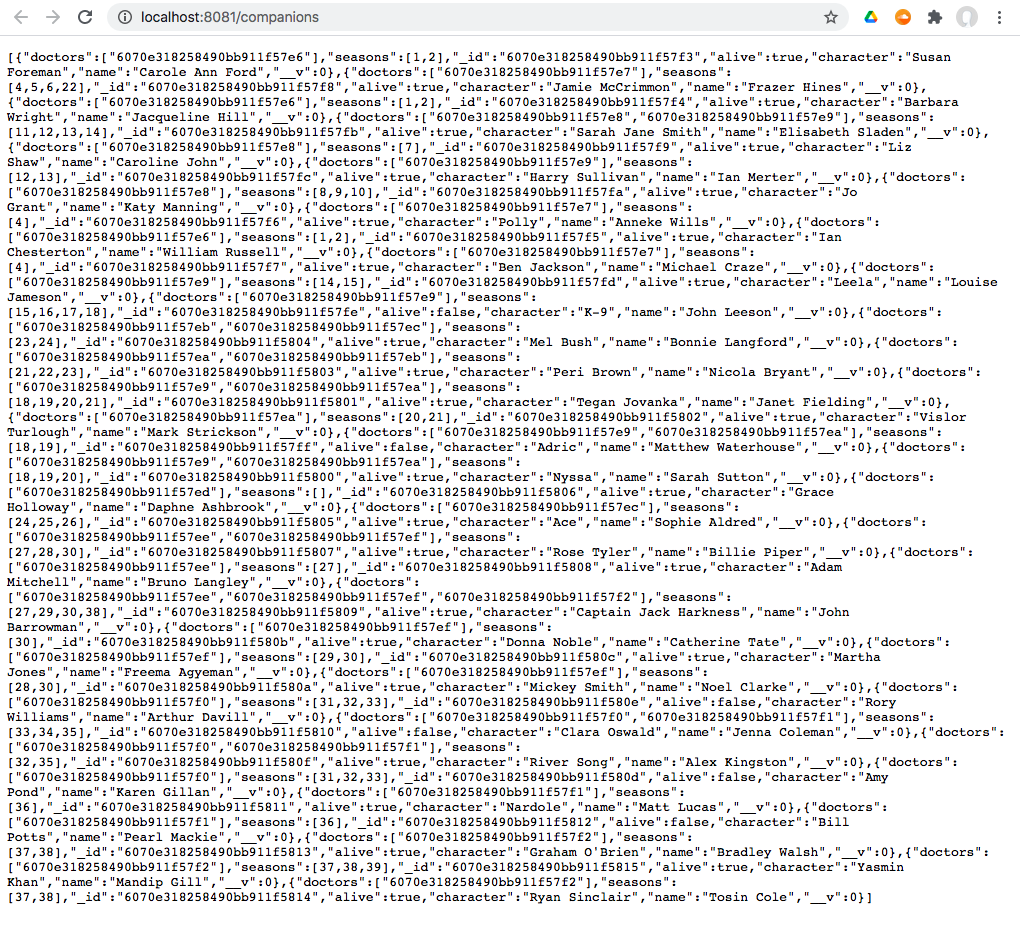 localhost:8081/companions
[{"doctors":["6070e318258490bb911f57e6"],"seasons":[1,2],"_id":"6070e318258490bb911f57f3","alive":true,"character":"Susan
Foreman","name":"Carole Ann Ford","__v":0},{"doctors":["6070e318258490bb911f57e7"],"seasons":
[4,5,6,22],"_id":"6070e318258490bb911f57f8","alive":true,"character":"Jamie McCrimmon","name":"Frazer Hines","__v":0},
{"doctors":["6070e318258490bb911f57e6"],"seasons":[1,2],"_id":"6070e318258490bb911f57f4","alive":true,"character":"Barbara
Wright","name":"Jacqueline Hill","__v":0},{"doctors":["6070e318258490bb911f57e8","6070e318258490bb911f57e9"],"seasons":
[11,12,13,14],"_id":"6070e318258490bb911f57fb","alive":true,"character":"Sarah Jane Smith","name":"Elisabeth Sladen","__v":0},
{"doctors":["6070e318258490bb911f57e8"],"seasons":[7],"_id":"6070e318258490bb911f57f9","alive":true,"character":"Liz
Shaw","name":"Caroline John","__v":0},{"doctors":["6070e318258490bb911f57e9"],"seasons":
[12,13],"_id":"6070e318258490bb911f57fc","alive":true,"character":"Harry Sullivan","name":"Ian Merter","__v":0},{"doctors":
["6070e318258490bb911f57e8"],"seasons":[8,9,10],"_id":"6070e318258490bb911f57fa","alive":true,"character":"Jo
Grant","name":"Katy Manning","__v":0},{"doctors":["6070e318258490bb911f57e7"],"seasons":
[4],"_id":"6070e318258490bb911f57f6","alive":true,"character":"Polly","name":"Anneke Wills","__v":0},{"doctors":
["6070e318258490bb911f57e6"],"seasons":[1,2],"_id":"6070e318258490bb911f57f5","alive":true,"character":"Ian
Chesterton","name":"William Russell","__v":0},{"doctors":["6070e318258490bb911f57e7"],"seasons":
[4],"_id":"6070e318258490bb911f57f7","alive":true,"character":"Ben Jackson","name":"Michael Craze","__v":0},{"doctors":
["6070e318258490bb911f57e9"],"seasons":[14,15],"_id":"6070e318258490bb911f57fd","alive":true,"character":"Leela","name":"Louise
Jameson","__v":0},{"doctors":["6070e318258490bb911f57e9"],"seasons":
[15,16,17,18],"_id":"6070e318258490bb911f57fe","alive":false,"character":"K-9","name":"John Leeson","__v":0},{"doctors":
["6070e318258490bb911f57eb","6070e318258490bb911f57ec"],"seasons":
[23,24],"_id":"6070e318258490bb911f5804","alive":true,"character":"Mel Bush","name":"Bonnie Langford","__v":0},{"doctors":
["6070e318258490bb911f57ea","6070e318258490bb911f57eb"],"seasons":
[21,22,23],"_id":"6070e318258490bb911f5803","alive":true,"character":"Peri Brown","name":"Nicola Bryant","__v":0},{"doctors":
["6070e318258490bb911f57e9","6070e318258490bb911f57ea"],"seasons":
[18,19,20,21],"_id":"6070e318258490bb911f5801","alive":true,"character":"Tegan Jovanka","name":"Janet Fielding","__v":0},
{"doctors":["6070e318258490bb911f57ea"],"seasons":[20,21],"_id":"6070e318258490bb911f5802","alive":true,"character":"Vislor
Turlough","name":"Mark Strickson","__v":0},{"doctors":["6070e318258490bb911f57e9","6070e318258490bb911f57ea"],"seasons":
[18,19],"_id":"6070e318258490bb911f57ff","alive":false,"character":"Adric","name":"Matthew Waterhouse","__v":0},{"doctors":
["6070e318258490bb911f57e9","6070e318258490bb911f57ea"],"seasons":
[18,19,20],"_id":"6070e318258490bb911f5800","alive":true,"character":"Nyssa","name":"Sarah Sutton","__v":0},{"doctors":
["6070e318258490bb911f57ed"],"seasons":[],"_id":"6070e318258490bb911f5806","alive":true,"character":"Grace
Holloway","name":"Daphne Ashbrook","__v":0},{"doctors":["6070e318258490bb911f57ec"],"seasons":
[24,25,26],"_id":"6070e318258490bb911f5805","alive":true,"character":"Ace","name":"Sophie Aldred","__v":0},{"doctors":
["6070e318258490bb911f57ee","6070e318258490bb911f57ef"],"seasons":
[27,28,30],"_id":"6070e318258490bb911f5807","alive":true,"character":"Rose Tyler","name":"Billie Piper","__v":0},{"doctors":
["6070e318258490bb911f57ee"],"seasons":[27],"_id":"6070e318258490bb911f5808","alive":true,"character":"Adam
Mitchell","name":"Bruno Langley","__v":0},{"doctors":
["6070e318258490bb911f57ee","6070e318258490bb911f57ef","6070e318258490bb911f57f2"],"seasons":
[27,29,30,38],"_id":"6070e318258490bb911f5809","alive":true,"character":"Captain Jack Harkness","name":"John
Barrowman","__v":0},{"doctors":["6070e318258490bb911f57ef"],"seasons":
[30],"_id":"6070e318258490bb911f580b","alive":true,"character":"Donna Noble","name":"Catherine Tate","__v":0},{"doctors":
["6070e318258490bb911f57ef"],"seasons":[29,30],"_id":"6070e318258490bb911f580c","alive":true,"character":"Martha
Jones","name":"Freema Agyeman","__v":0},{"doctors":["6070e318258490bb911f57ef"],"seasons":
[28,30],"_id":"6070e318258490bb911f580a","alive":true,"character":"Mickey Smith","name":"Noel Clarke","__v":0},{"doctors":
["6070e318258490bb911f57f0"],"seasons":[31,32,33],"_id":"6070e318258490bb911f580e","alive":false,"character":"Rory
Williams","name":"Arthur Davill","__v":0},{"doctors":["6070e318258490bb911f57f0","6070e318258490bb911f57f1"],"seasons":
[33,34,35],"_id":"6070e318258490bb911f5810","alive":false,"character":"Clara Oswald","name":"Jenna Coleman","__v":0},{"doctors":
["6070e318258490bb911f57f0","6070e318258490bb911f57f1"],"seasons":
[32,35],"_id":"6070e318258490bb911f580f","alive":true,"character":"River Song","name":"Alex Kingston","__v":0},{"doctors":
["6070e318258490bb911f57f0"],"seasons":[31,32,33],"_id":"6070e318258490bb911f580d","alive":false,"character":"Amy
Pond","name":"Karen Gillan","__v":0},{"doctors":["6070e318258490bb911f57f1"],"seasons":
[36],"_id":"6070e318258490bb911f5811","alive":true,"character":"Nardole","name":"Matt Lucas","__v":0},{"doctors":
["6070e318258490bb911f57f1"],"seasons":[36],"_id":"6070e318258490bb911f5812","alive":false,"character":"Bill
Potts","name":"Pearl Mackie","__v":0},{"doctors":["6070e318258490bb911f57f2"],"seasons":
[37,38],"_id":"6070e318258490bb911f5813","alive":true,"character":"Graham O'Brien","name":"Bradley Walsh","__v":0},{"doctors":
["6070e318258490bb911f57f2"],"seasons":[37,38,39],"_id":"6070e318258490bb911f5815","alive":true,"character":"Yasmin
Khan","name":"Mandip Gill","__v":0},{"doctors":["6070e318258490bb911f57f2"],"seasons":
[37,38],"_id":"6070e318258490bb911f5814","alive":true,"character":"Ryan Sinclair","name":"Tosin Cole","__v":0}]